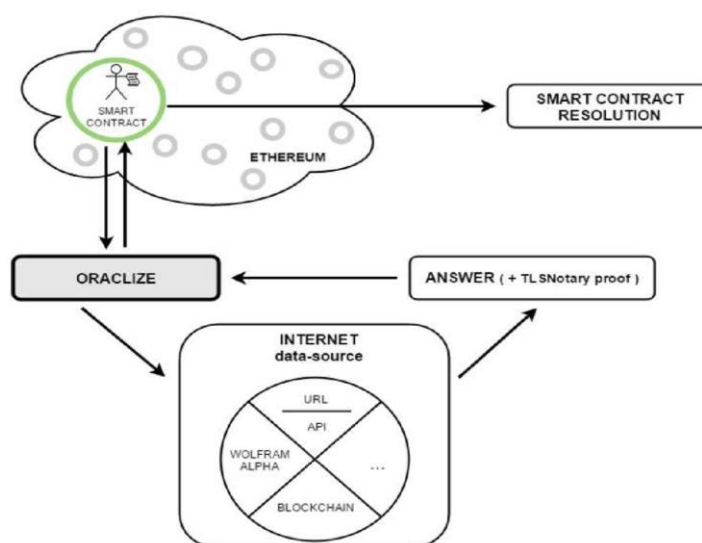 SMART
CONTRACT
ETHEREUM
SMART CONTRACT
RESOLUTION
ORACLIZE
ANSWER ( + TLSNotary proof )
INTERNET
data-source
URL
API
WOLFRAM
ALPHA
...
BLOCKCHAIN